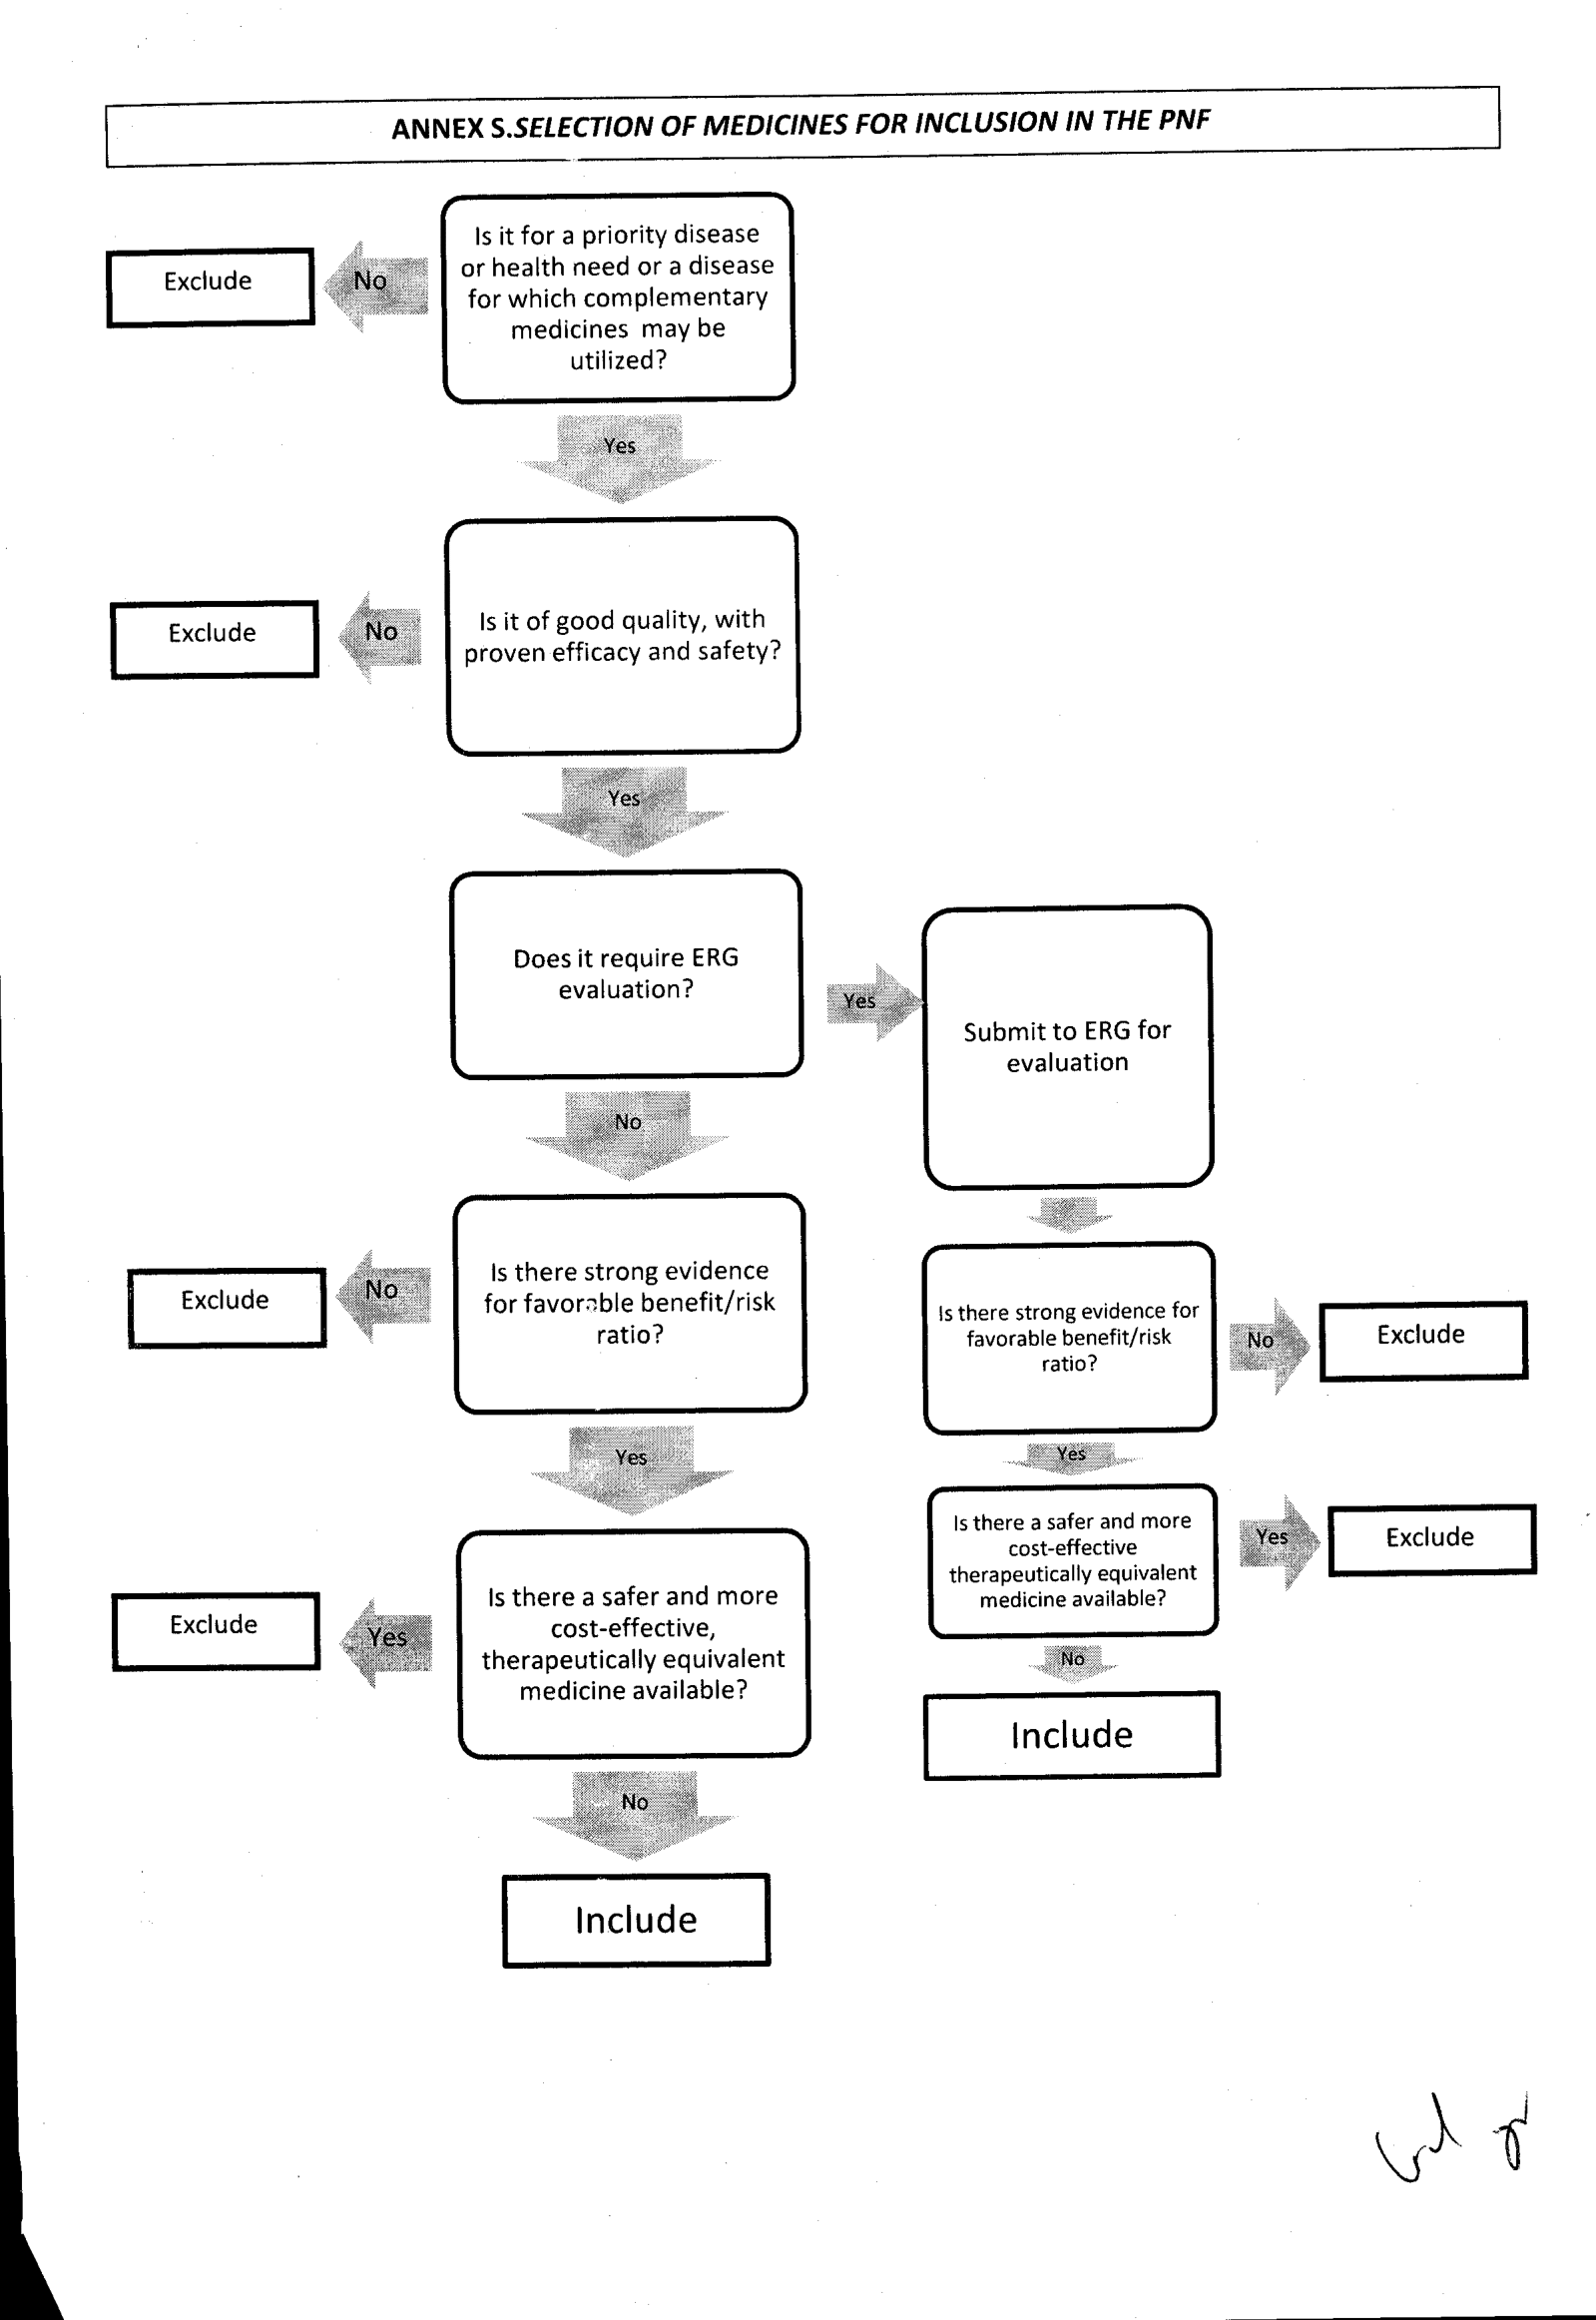 ANNEX S.SELECTION OF MEDICINES FOR INCLUSION IN THE PNF
Is it for a priority disease
or health need or a disease
for which complementary
medicines may be
utilized?
No
Exclude
Yes
Is it of good quality, with
proven efficacy and safety?
No
Exclude
Yes
Does it require ERG
evaluation?
Yes
Submit to ERG for
evaluation
No
Is there strong evidence
for favorable benefit/risk
ratio?
No
Exclude
Yes
Is there a safer and more
cost-effective,
therapeutically equivalent
medicine available?
Yes
Exclude
No
Include
Is there strong evidence for
favorable benefit/risk
ratio?
No
Exclude
Yes
Is there a safer and more
cost-effective
therapeutically equivalent
medicine available?
Yes
Exclude
No
Include